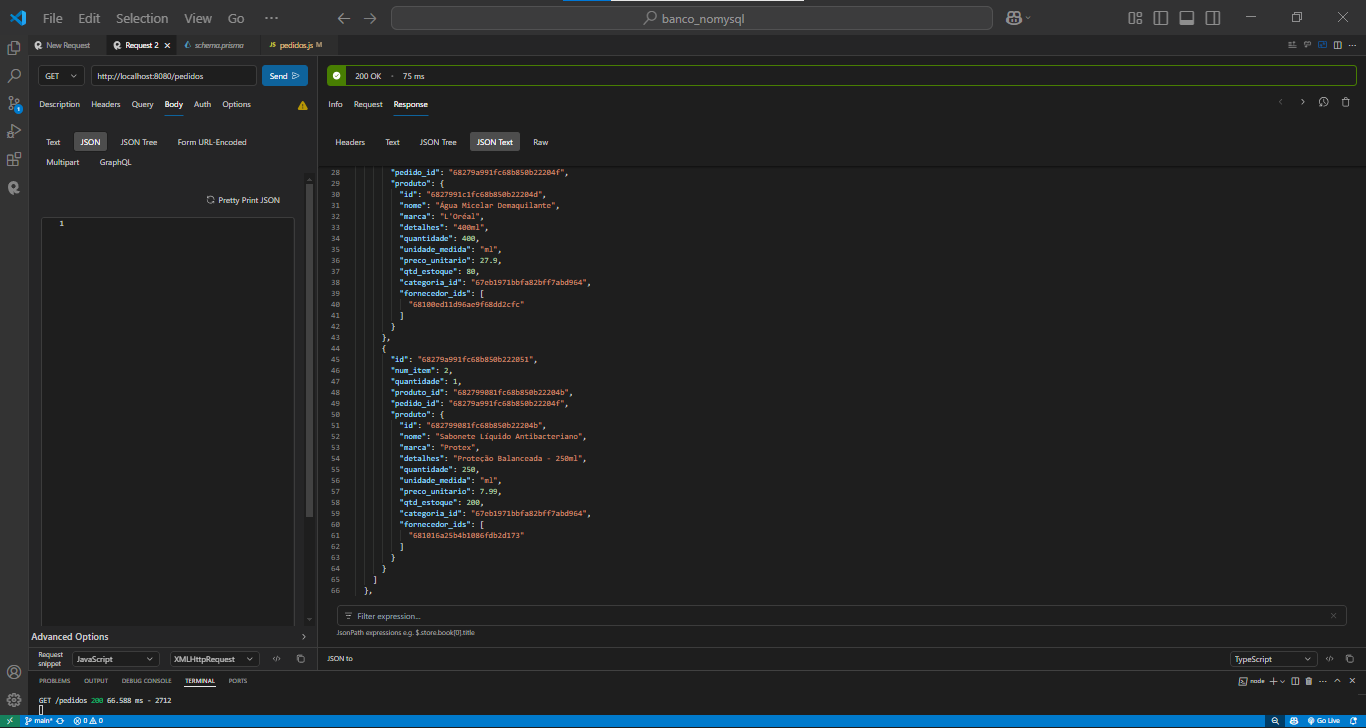 File Edit Selection View Go ··· banco_nomysql
New Request Request 2 schema.prisma JS pedidos.js M
GET http://localhost:8080/pedidos Send 200 OK · 75 ms
Description Headers Query Body Auth Options Info Request Response
Text JSON JSON Tree Form URL-Encoded Headers Text JSON Tree JSON Text Raw
Multipart GraphQL
Pretty Print JSON
1
28 "pedido_id": "68279a991fc68b850b22204f",
29 "produto": {
30 "id": "6827991c1fc68b850b22204d",
31 "nome": "Água Micelar Demaquilante",
32 "marca": "L'Oréal",
33 "detalhes": "400ml",
34 "quantidade": 400,
35 "unidade_medida": "ml",
36 "preco_unitario": 27.9,
37 "qtd_estoque": 80,
38 "categoria_id": "67eb1971bbfa82bff7abd964",
39 "fornecedor_ids": [
40 "68100ed11d96ae9f68dd2cfc"
41 ]
42 }
43 },
44 {
45 "id": "68279a991fc68b850b222051",
46 "num_item": 2,
47 "quantidade": 1,
48 "produto_id": "682799081fc68b850b22204b",
49 "pedido_id": "68279a991fc68b850b22204f",
50 "produto": {
51 "id": "682799081fc68b850b22204b",
52 "nome": "Sabonete Líquido Antibacteriano",
53 "marca": "Protex",
54 "detalhes": "Proteção Balanceada - 250ml",
55 "quantidade": 250,
56 "unidade_medida": "ml",
57 "preco_unitario": 7.99,
58 "qtd_estoque": 200,
59 "categoria_id": "67eb1971bbfa82bff7abd964",
60 "fornecedor_ids": [
61 "681016a25b4b1086fdb2d173"
62 ]
63 }
64 }
65 ]
66 },
Filter expression...
JsonPath expressions e.g. $.store.book[0].title
Advanced Options
Request snippet JavaScript XMLHttpRequest JSON to TypeScript
PROBLEMS OUTPUT DEBUG CONSOLE TERMINAL PORTS node
GET /pedidos 200 66.588 ms - 2712
main* 0 0 Go Live